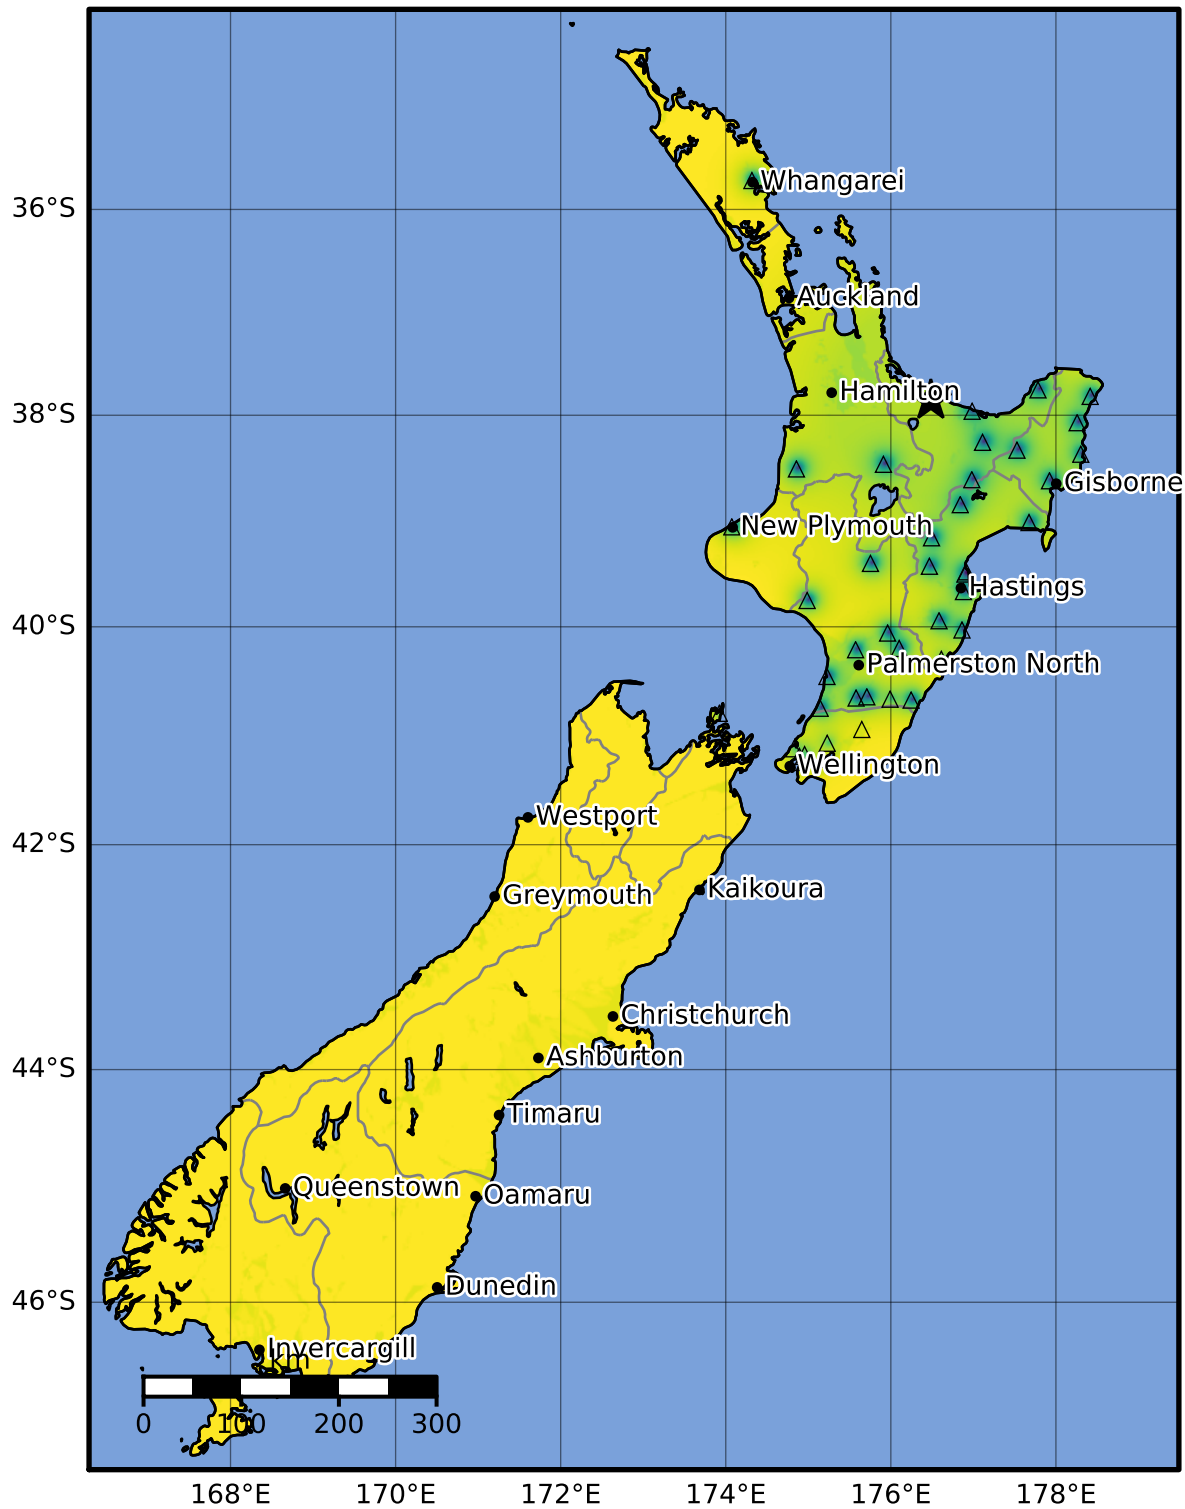 Whangarei
36°S
Auckland
Hamilton
38°S
Gisborne
New Plymouth
Hastings
40°S
Palmerston North
Wellington
Westport
42°S
Kaikoura
Greymouth
Christchurch
Ashburton
44°S
Timaru
Queenstown
Oamaru
Dunedin
46°S
Invercargill
km
0 100 200 300
168°E 170°E 172°E 174°E 176°E 178°E